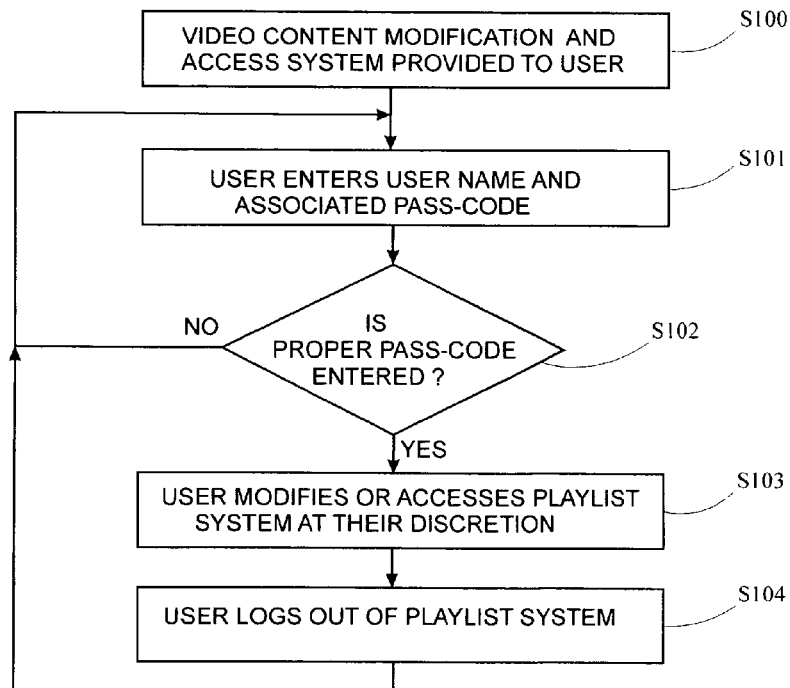 S100
VIDEO CONTENT MODIFICATION AND
ACCESS SYSTEM PROVIDED TO USER
S101
USER ENTERS USER NAME AND
ASSOCIATED PASS-CODE
NO
IS
PROPER PASS-CODE
ENTERED ?
S102
YES
S103
USER MODIFIES OR ACCESSES PLAYLIST
SYSTEM AT THEIR DISCRETION
S104
USER LOGS OUT OF PLAYLIST SYSTEM